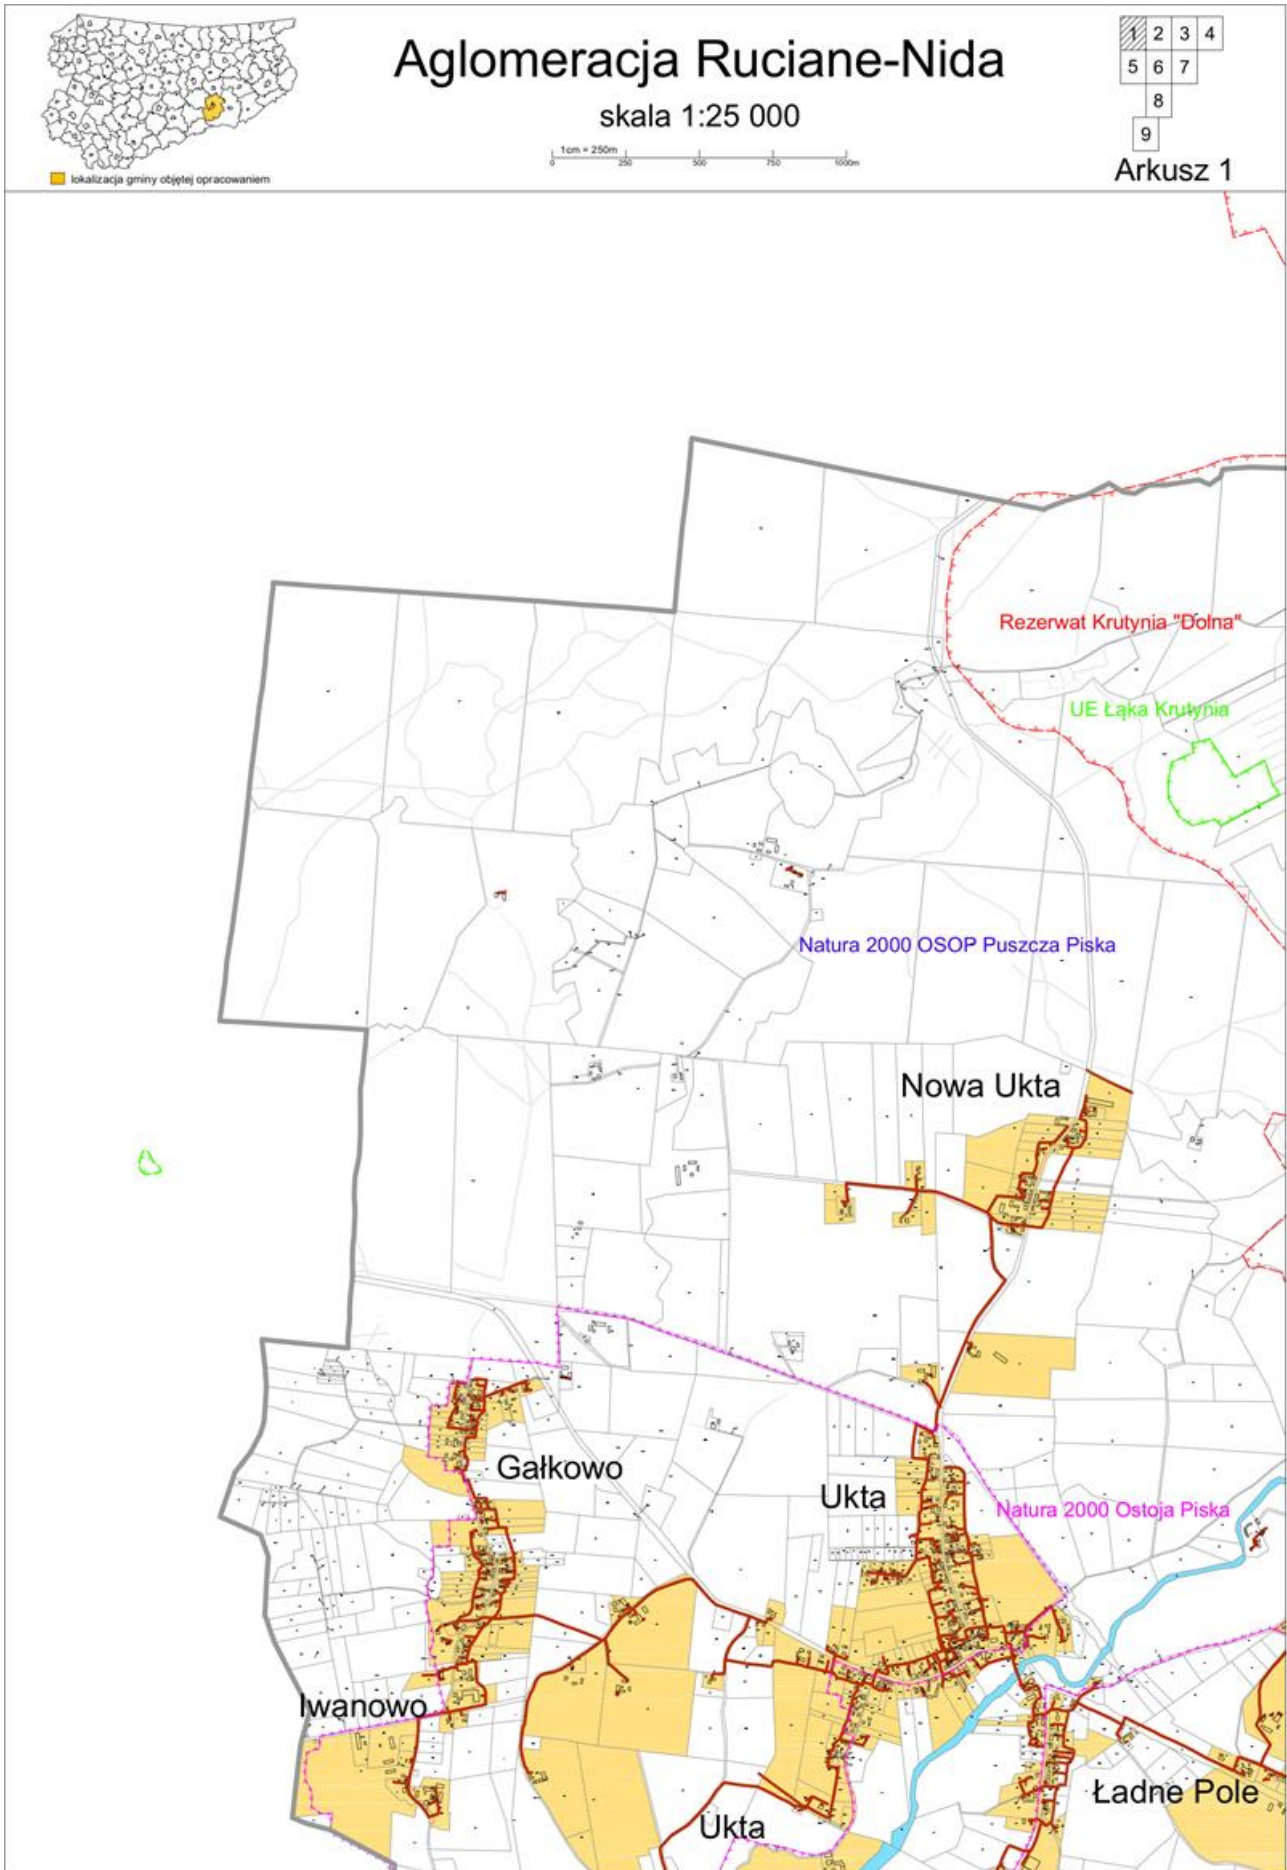 Aglomeracja Ruciane-Nida
skala 1:25 000
1cm = 250m
0 250 500 750 1000m
lokalizacja gminy objętej opracowaniem
1 2 3 4
5 6 7
8
9
Arkusz 1
Rezerwat Krutynia "Dolna"
UE Łąka Krutynia
Natura 2000 OSOP Puszcza Piska
Nowa Ukta
Gałkowo
Ukta
Natura 2000 Ostoja Piska
Iwanowo
Ładne Pole
Ukta